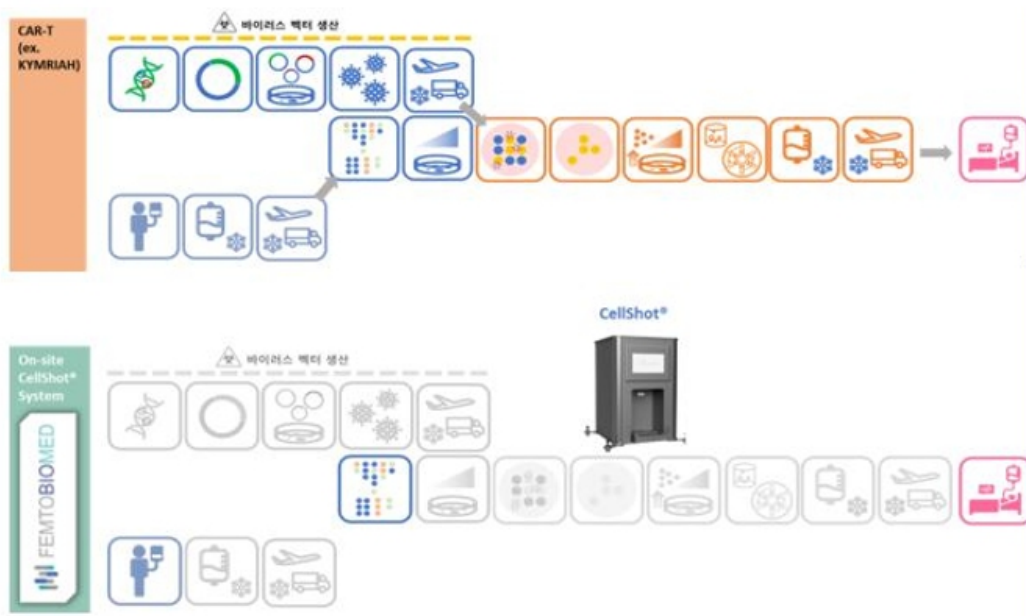 CAR-T
(ex.
KYMRIAH)
바이러스 벡터 생산
CellShot®
On-site
CellShot®
System
바이러스 벡터 생산
FEMTOBIOMED